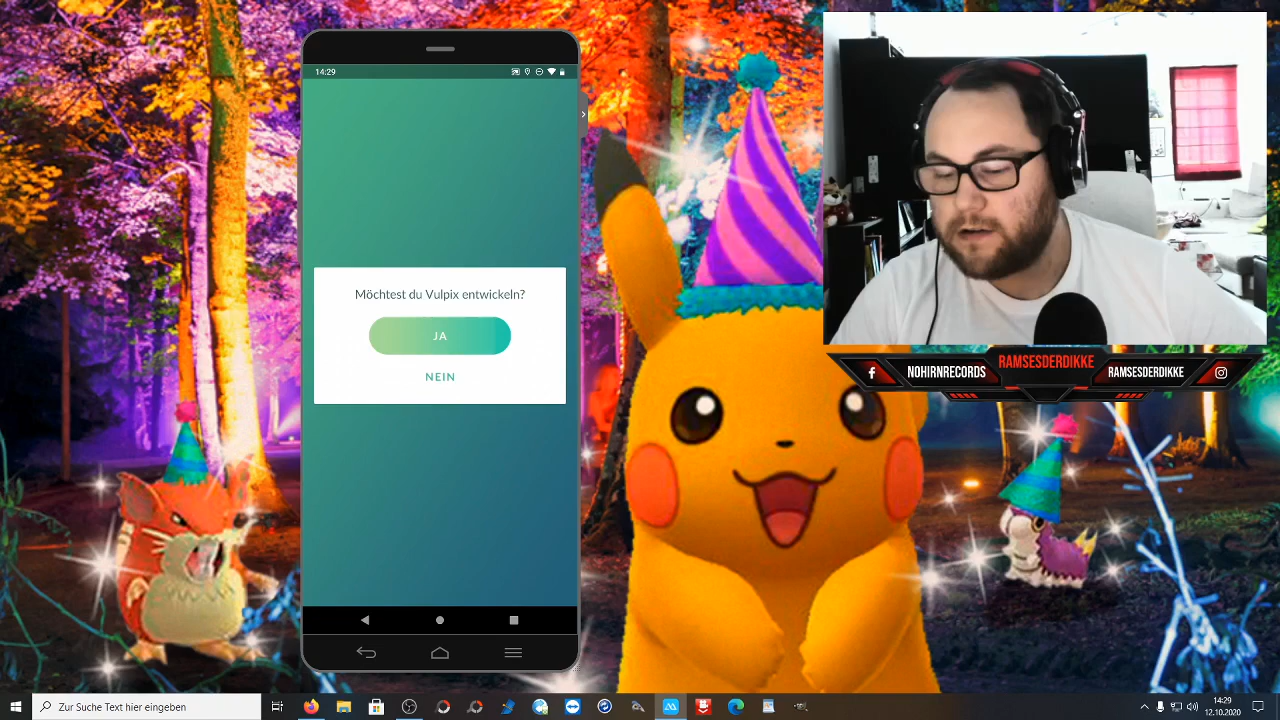 14:29
Möchtest du Vulpix entwickeln?
JA
NEIN
NOHIRNRECORDS
RAMSESDERDIKKE
RAMSESDERDIKKE
Zur Suche Text hier eingeben
14:29
12.10.2020